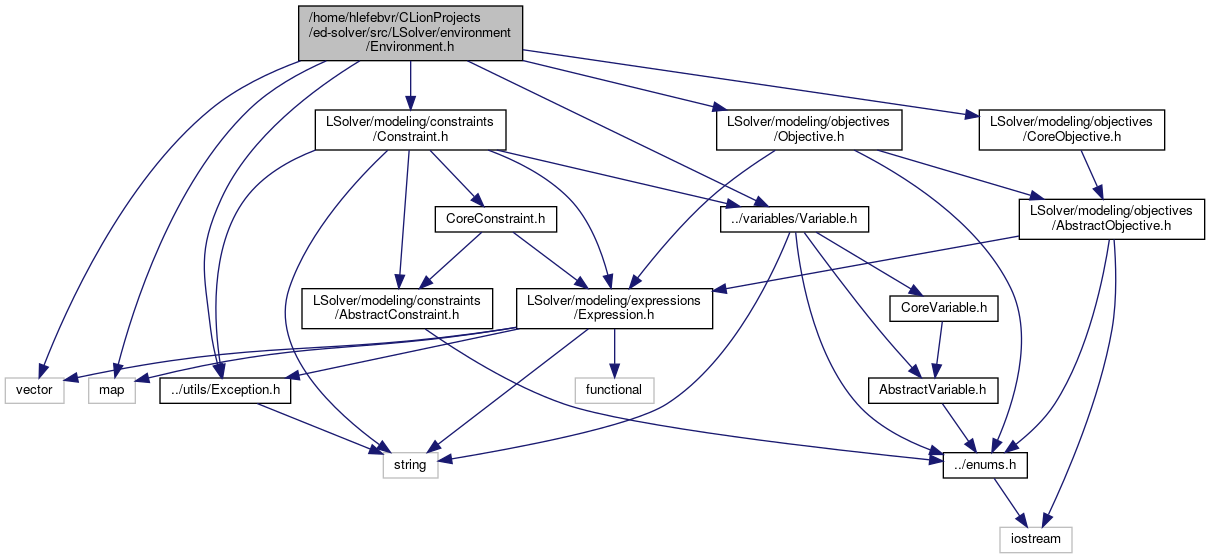 /home/hlefebvr/CLionProjects
/ed-solver/src/LSolver/environment
/Environment.h
LSolver/modeling/constraints
/Constraint.h
LSolver/modeling/objectives
/Objective.h
LSolver/modeling/objectives
/CoreObjective.h
CoreConstraint.h
../variables/Variable.h
LSolver/modeling/objectives
/AbstractObjective.h
LSolver/modeling/constraints
/AbstractConstraint.h
LSolver/modeling/expressions
/Expression.h
CoreVariable.h
vector
map
../utils/Exception.h
functional
AbstractVariable.h
string
../enums.h
iostream